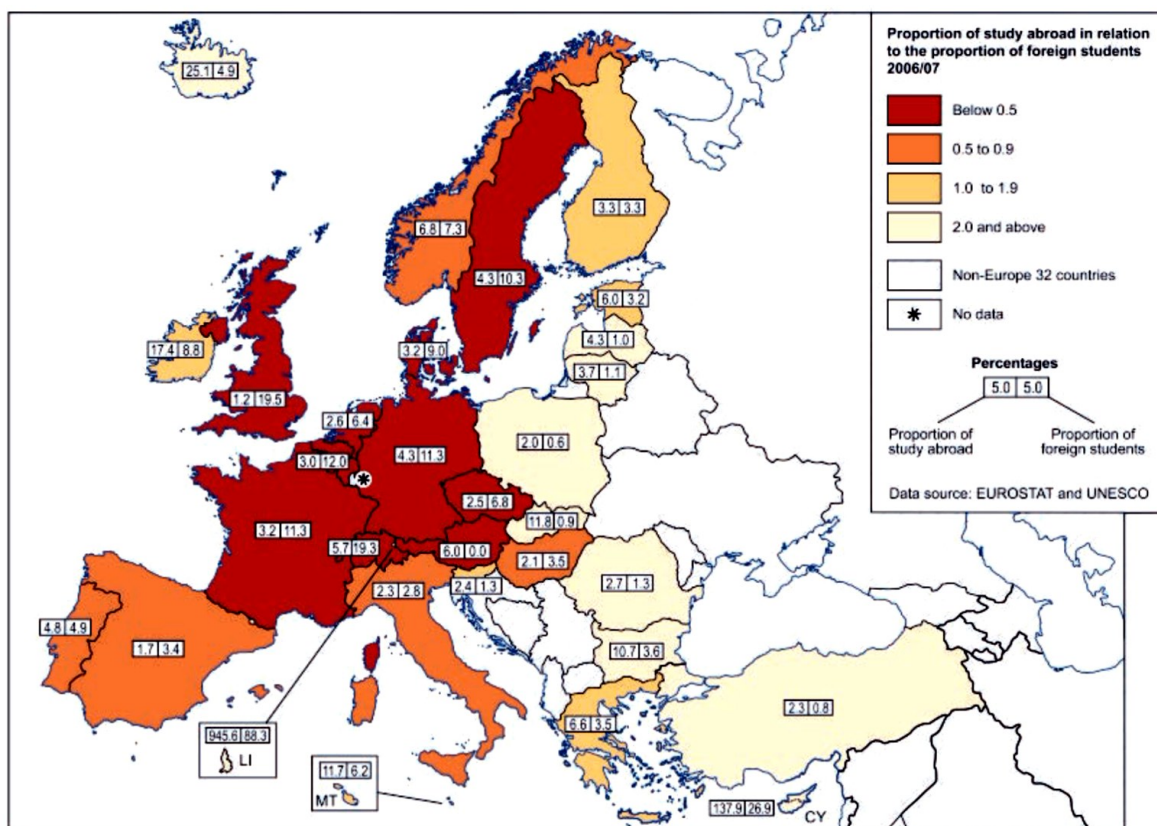 Proportion of study abroad in relation
to the proportion of foreign students
2006/07
Below 0.5
0.5 to 0.9
1.0 to 1.9
2.0 and above
Non-Europe 32 countries
No data
Percentages
5.0 5.0
Proportion of
study abroad
Proportion of
foreign students
Data source: EUROSTAT and UNESCO
25.1 4.9
6.8 7.3
3.3 3.3
4.3 10.3
6.0 3.2
4.3 1.0
3.7 1.1
17.4 8.8
3.2 9.0
1.2 19.5
2.6 6.4
4.3 11.3
2.0 0.6
3.0 12.0
2.5 6.8
3.2 11.3
11.8 0.9
5.7 19.3
6.0 0.0
2.1 3.5
2.3 2.8
2.4 1.3
2.7 1.3
4.8 4.9
1.7 3.4
10.7 3.6
6.6 3.5
2.3 0.8
945.6 88.3
LI
11.7 6.2
MT
137.9 26.9
CY